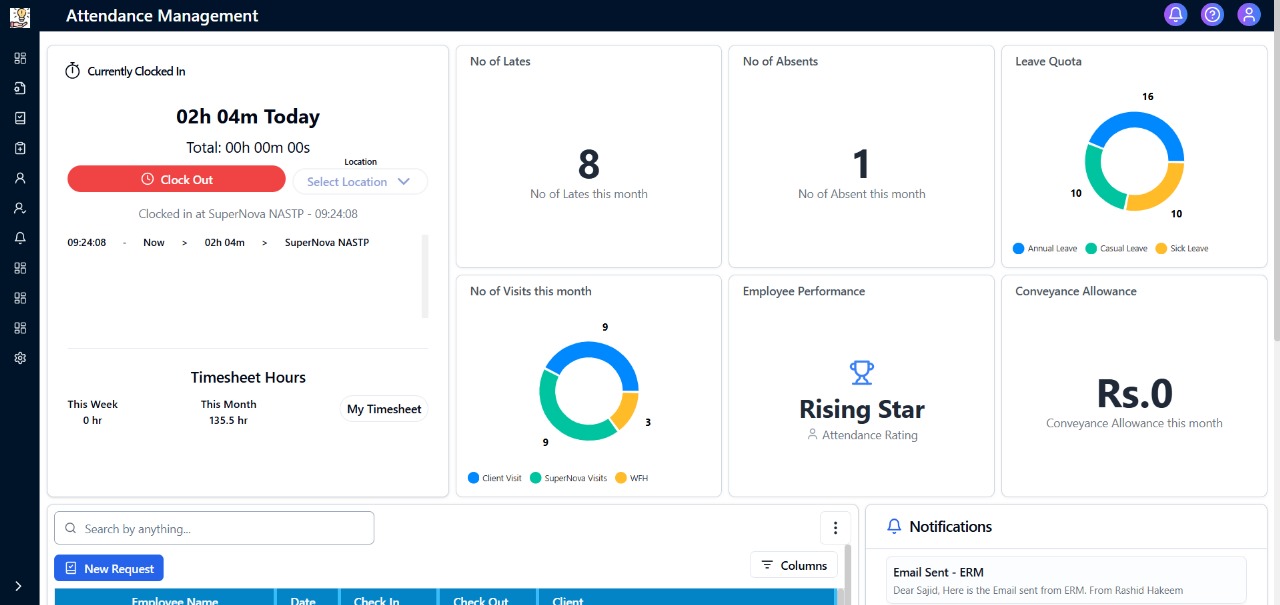 Attendance Management
Currently Clocked In
02h 04m Today
Total: 00h 00m 00s
Location
Clock Out
Select Location
Clocked in at SuperNova NASTP - 09:24:08
09:24:08 - Now > 02h 04m > SuperNova NASTP
Timesheet Hours
This Week
0 hr
This Month
135.5 hr
My Timesheet
No of Lates
8
No of Lates this month
No of Absents
1
No of Absent this month
Leave Quota
16
10
10
Annual Leave Casual Leave Sick Leave
No of Visits this month
9
3
9
Client Visit SuperNova Visits WFH
Employee Performance
Rising Star
Attendance Rating
Conveyance Allowance
Rs.0
Conveyance Allowance this month
Search by anything...
New Request
Columns
Employee Name Date Check In Check Out Client
Notifications
Email Sent - ERM
Dear Sajid, Here is the Email sent from ERM. From Rashid Hakeem